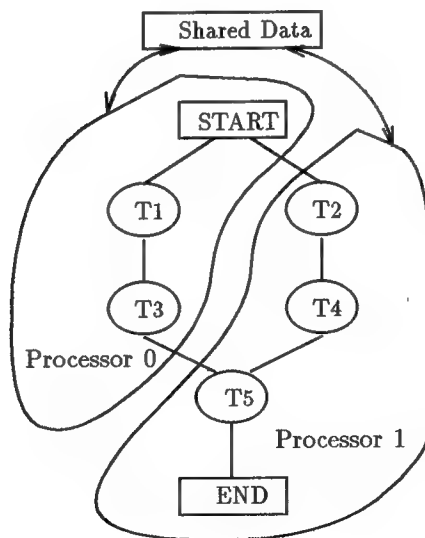 Shared Data
START
T1
T2
T3
T4
Processor 0
T5
Processor 1
END